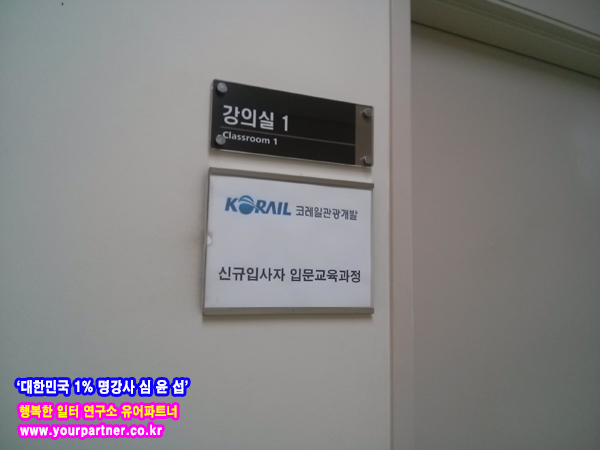 강의실 1
Classroom 1
KORAIL 코레일관광개발
신규입사자 입문교육과정
‘대한민국 1% 명강사 심 윤 섭’
행복한 일터 연구소 유어파트너
www.yourpartner.co.kr